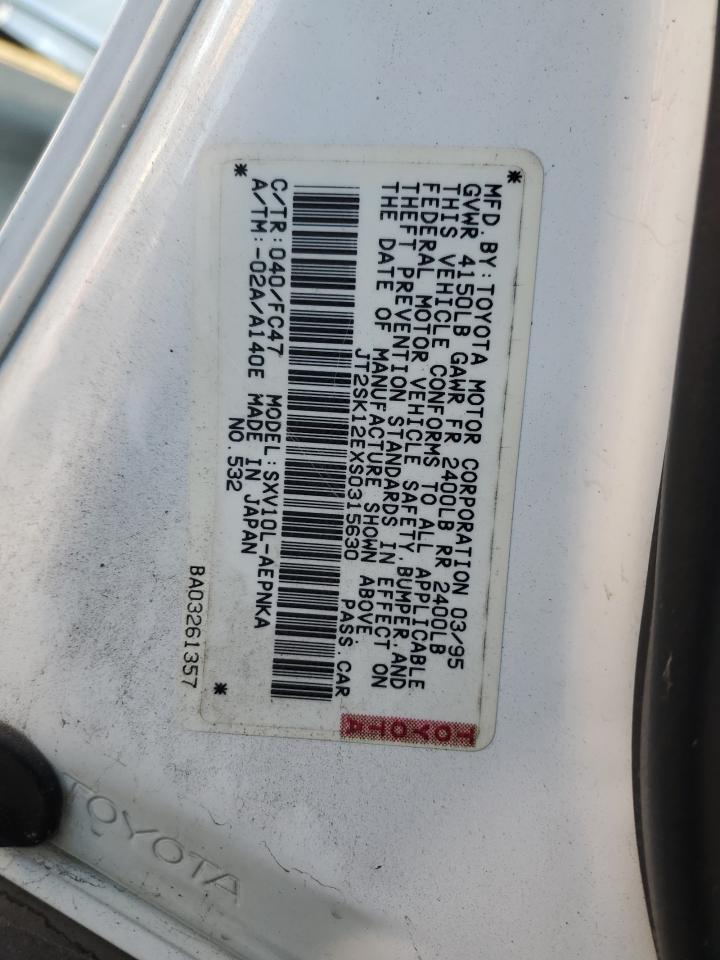 MFD.BY:TOYOTA MOTOR CORPORATION 03/95
GVWR 4150LB GAWR FR 2400LB RR 2400LB
THIS VEHICLE CONFORMS TO ALL APPLICABLE
FEDERAL MOTOR VEHICLE SAFETY,BUMPER,AND
THEFT PREVENTION STANDARDS IN EFFECT ON
THE DATE OF MANUFACTURE SHOWN ABOVE.
JT2SK12EXS0315630 PASS.CAR
C/TR:040/FC47 MODEL:SXV10L-AEPNKA
A/TM:-02A/A140E MADE IN JAPAN
NO.532
BA03261357
TOYOTA
TOYOTA